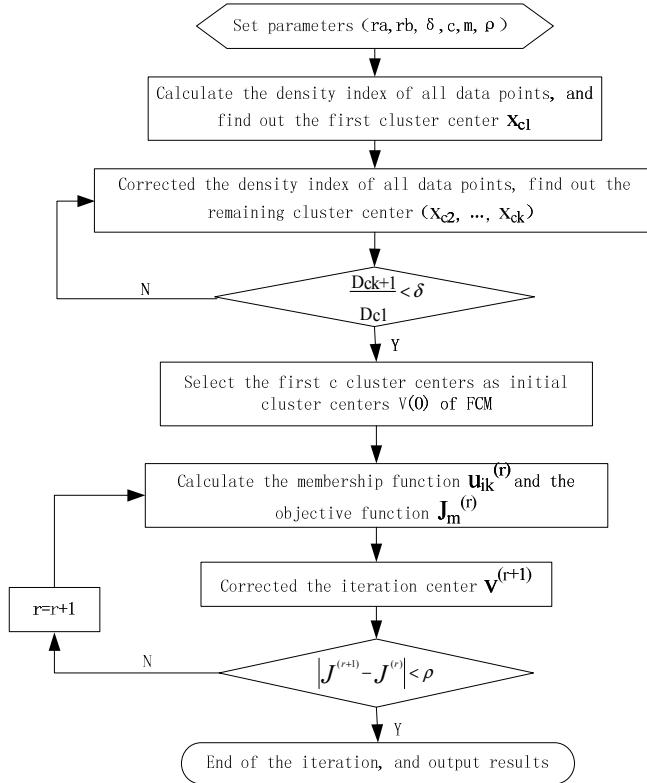 Set parameters (ra, rb, δ, c, m, ρ)
Calculate the density index of all data points, and
find out the first cluster center Xc1
Corrected the density index of all data points, find out the
remaining cluster center (Xc2, …, Xck)
N
Dck+1
< δ
Dc1
Y
Select the first c cluster centers as initial
cluster centers V(0) of FCM
Calculate the membership function uik(r) and the
objective function Jm(r)
Corrected the iteration center V(r+1)
r=r+1
N
|J(r+1) − J(r)| < ρ
Y
End of the iteration, and output results